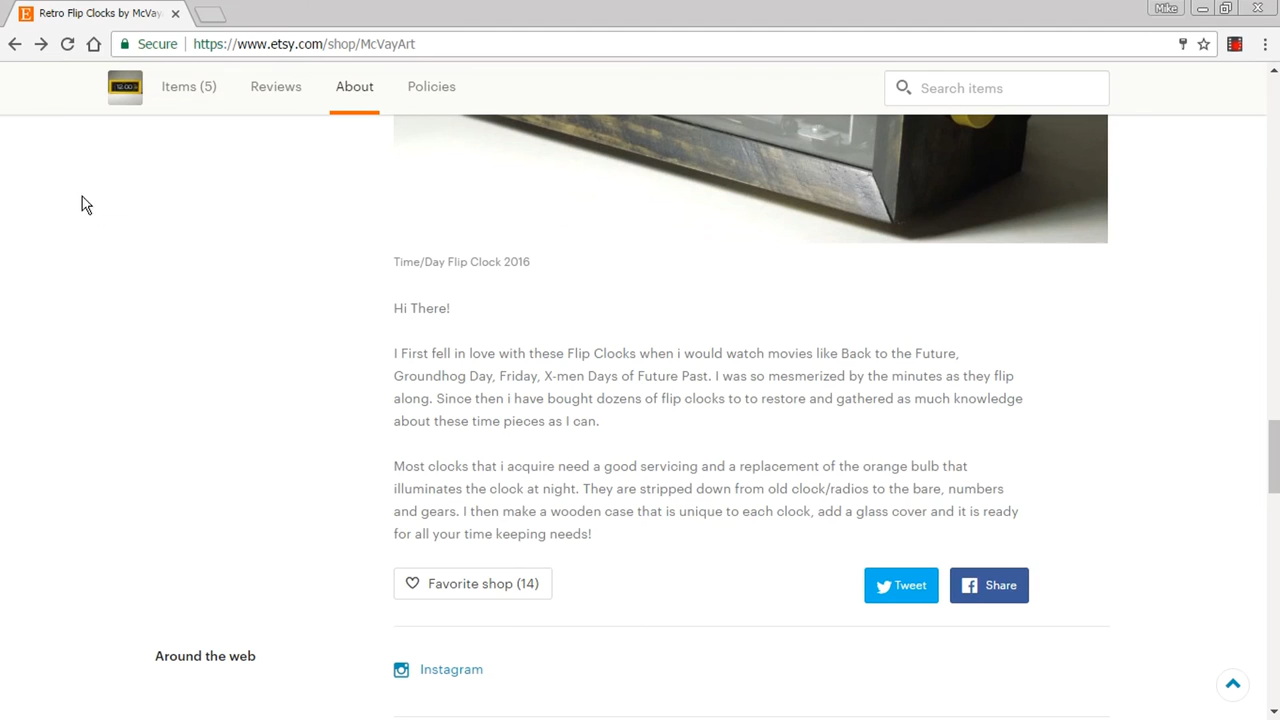 Retro Flip Clocks by McVay
Mike
Secure https://www.etsy.com/shop/McVayArt
12:00
Items (5) Reviews About Policies Search items
Time/Day Flip Clock 2016
Hi There!
I First fell in love with these Flip Clocks when i would watch movies like Back to the Future,
Groundhog Day, Friday, X-men Days of Future Past. I was so mesmerized by the minutes as they flip
along. Since then i have bought dozens of flip clocks to to restore and gathered as much knowledge
about these time pieces as I can.
Most clocks that i acquire need a good servicing and a replacement of the orange bulb that
illuminates the clock at night. They are stripped down from old clock/radios to the bare, numbers
and gears. I then make a wooden case that is unique to each clock, add a glass cover and it is ready
for all your time keeping needs!
Favorite shop (14) Tweet Share
Around the web Instagram